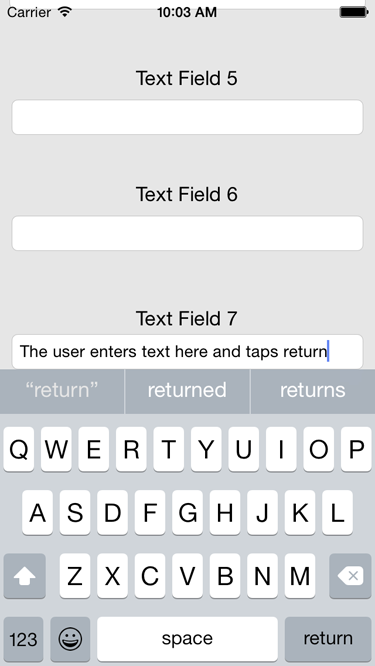 Carrier 10:03 AM
Text Field 5
Text Field 6
Text Field 7
The user enters text here and taps return
“return” returned returns
Q W E R T Y U I O P
A S D F G H J K L
Z X C V B N M
123 space return